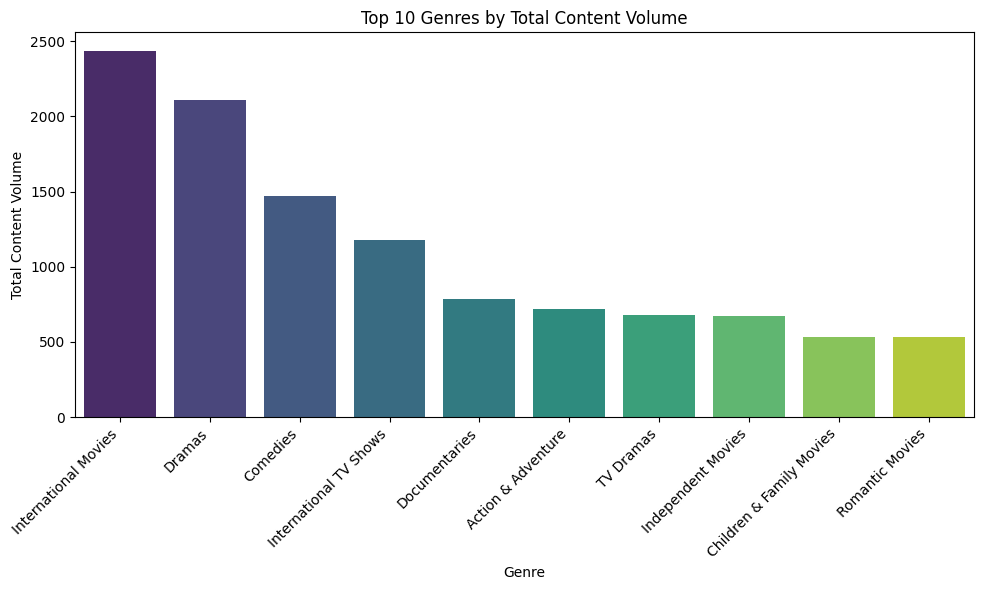 Top 10 Genres by Total Content Volume
Total Content Volume
2500
2000
1500
1000
500
0
International Movies
Dramas
Comedies
International TV Shows
Documentaries
Action & Adventure
TV Dramas
Independent Movies
Children & Family Movies
Romantic Movies
Genre